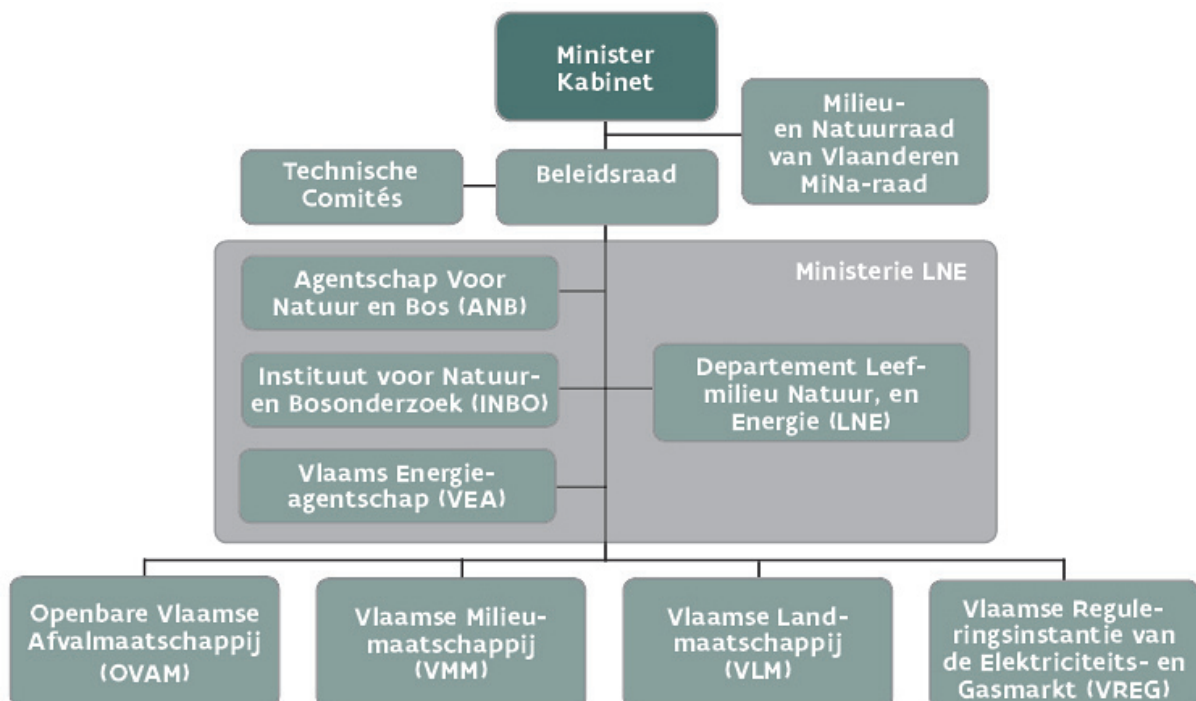 Minister
Kabinet
Milieu-
en Natuurraad
van Vlaanderen
MiNa-raad
Technische
Comités
Beleidsraad
Ministerie LNE
Agentschap Voor
Natuur en Bos (ANB)
Instituut voor Natuur-
en Bosonderzoek (INBO)
Departement Leef-
milieu Natuur, en
Energie (LNE)
Vlaams Energie-
agentschap (VEA)
Openbare Vlaamse
Afvalmaatschappij
(OVAM)
Vlaamse Milieu-
maatschappij
(VMM)
Vlaamse Land-
maatschappij
(VLM)
Vlaamse Regule-
ringsinstantie van
de Elektriciteits- en
Gasmarkt (VREG)